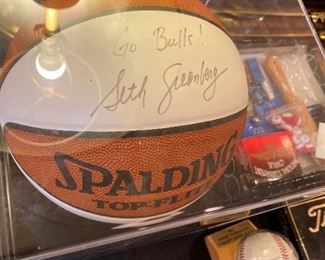 Go Bulls!
Seth Greenberg
SPALDING
TOP-FLITE